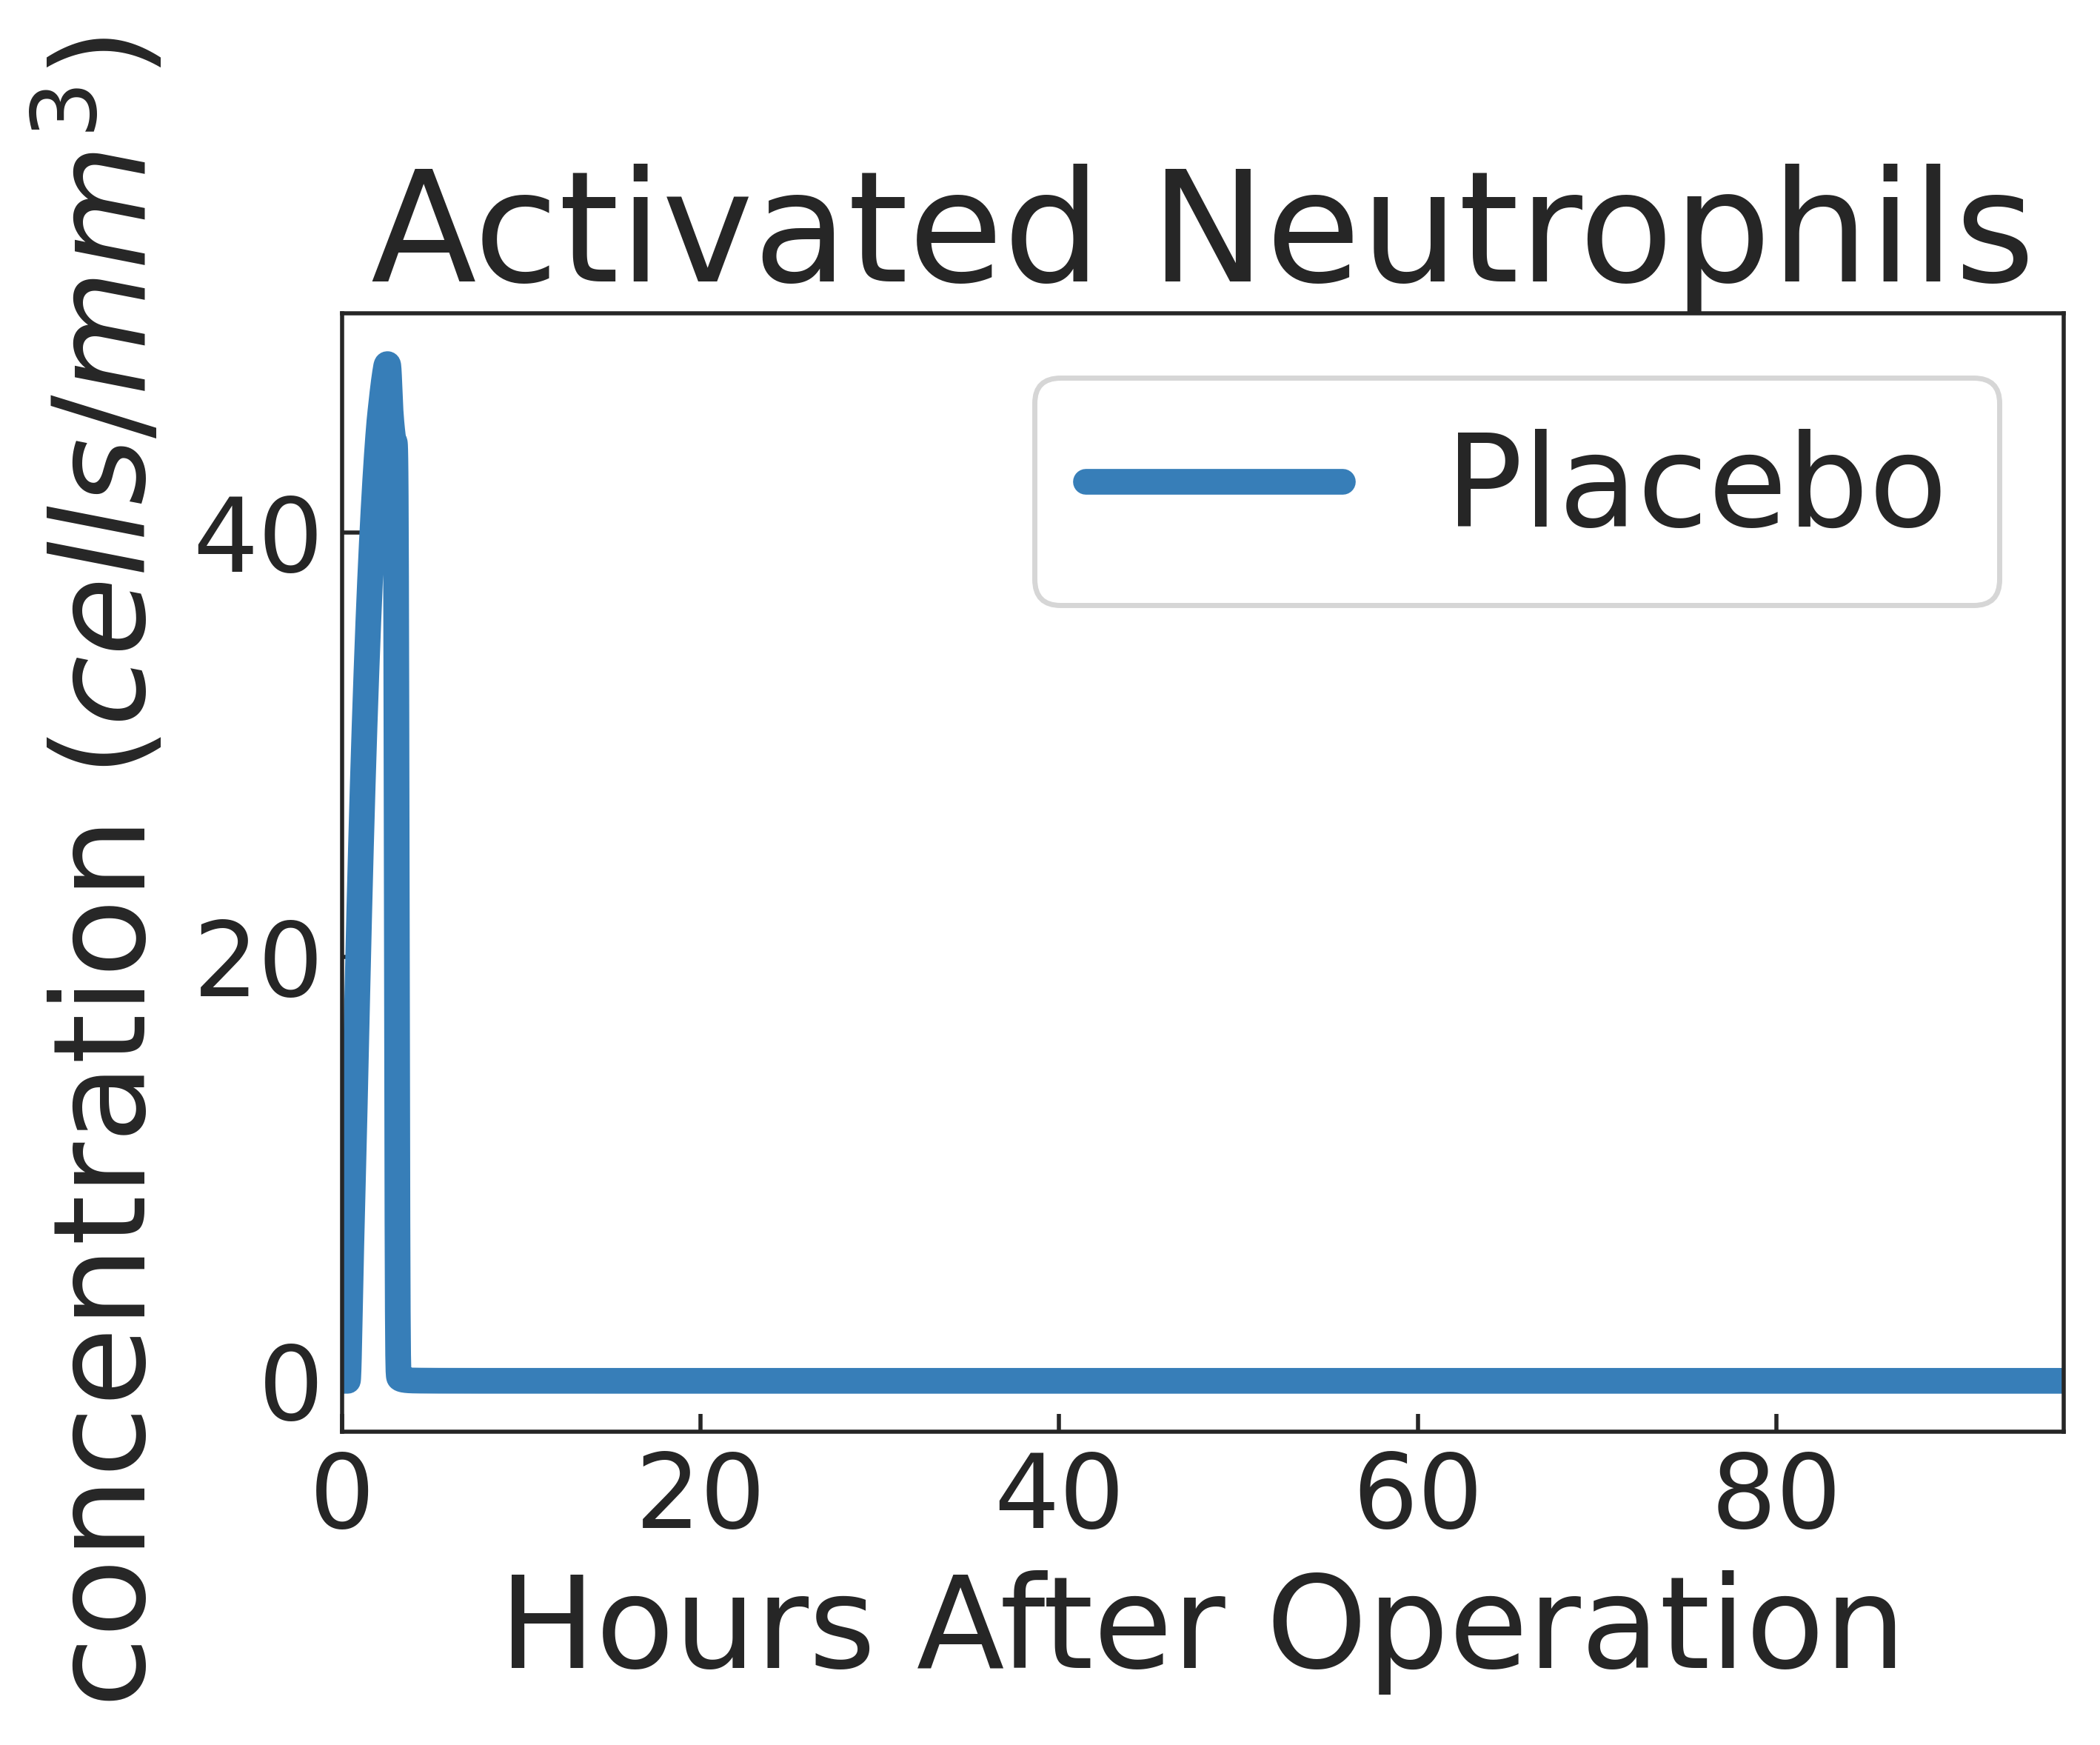 Activated Neutrophils
concentration (cells/mm³)
Placebo
40
20
0
0 20 40 60 80
Hours After Operation